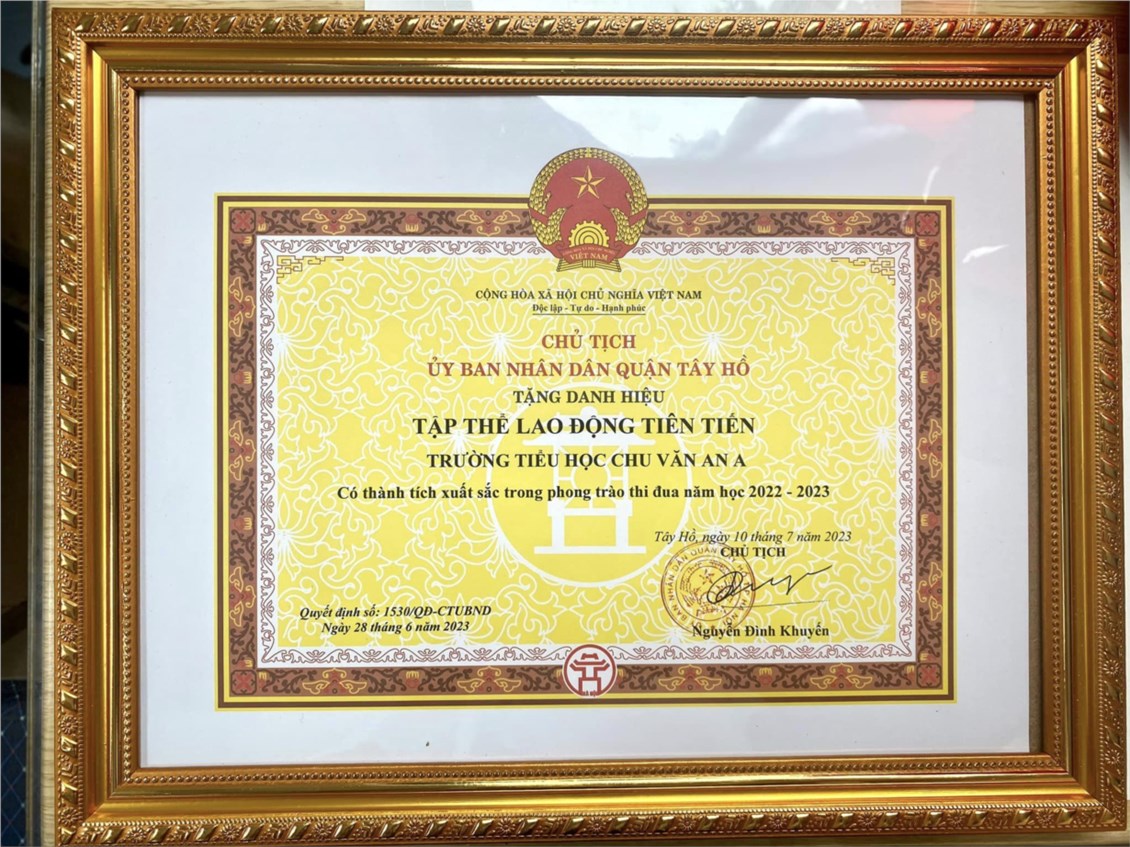 VIỆT NAM
CỘNG HÒA XÃ HỘI CHỦ NGHĨA VIỆT NAM
Độc lập - Tự do - Hạnh phúc
CHỦ TỊCH
ỦY BAN NHÂN DÂN QUẬN TÂY HỒ
TẶNG DANH HIỆU
TẬP THỂ LAO ĐỘNG TIÊN TIẾN
TRƯỜNG TIỂU HỌC CHU VĂN AN A
Có thành tích xuất sắc trong phong trào thi đua năm học 2022 - 2023
Tây Hồ, ngày 10 tháng 7 năm 2023
CHỦ TỊCH
Quyết định số: 1530/QĐ-CTUBND
Ngày 28 tháng 6 năm 2023
Nguyễn Đình Khuyến
HÀ NỘI